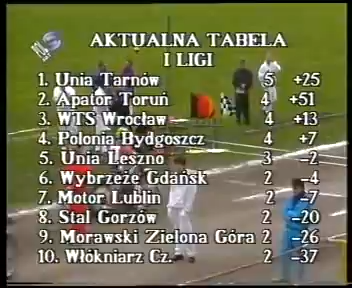 AKTUALNA TABELA
I LIGI
1. Unia Tarnów 5 +25
2. Apator Toruń 4 +51
3. WTS Wrocław 4 +13
4. Polonia Bydgoszcz 4 +7
5. Unia Leszno 3 -2
6. Wybrzeże Gdańsk 2 -4
7. Motor Lublin 2 -7
8. Stal Gorzów 2 -20
9. Morawski Zielona Góra 2 -26
10. Włókniarz Cz. 2 -37